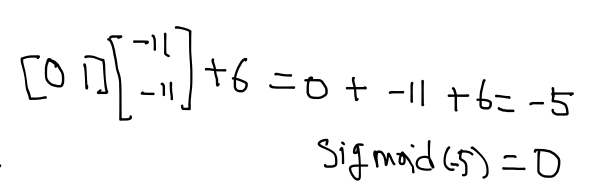 [0 1] [-11 -11] + 6 = 0 + -11 + 6 = -5
Sigmoid(-5) = 0